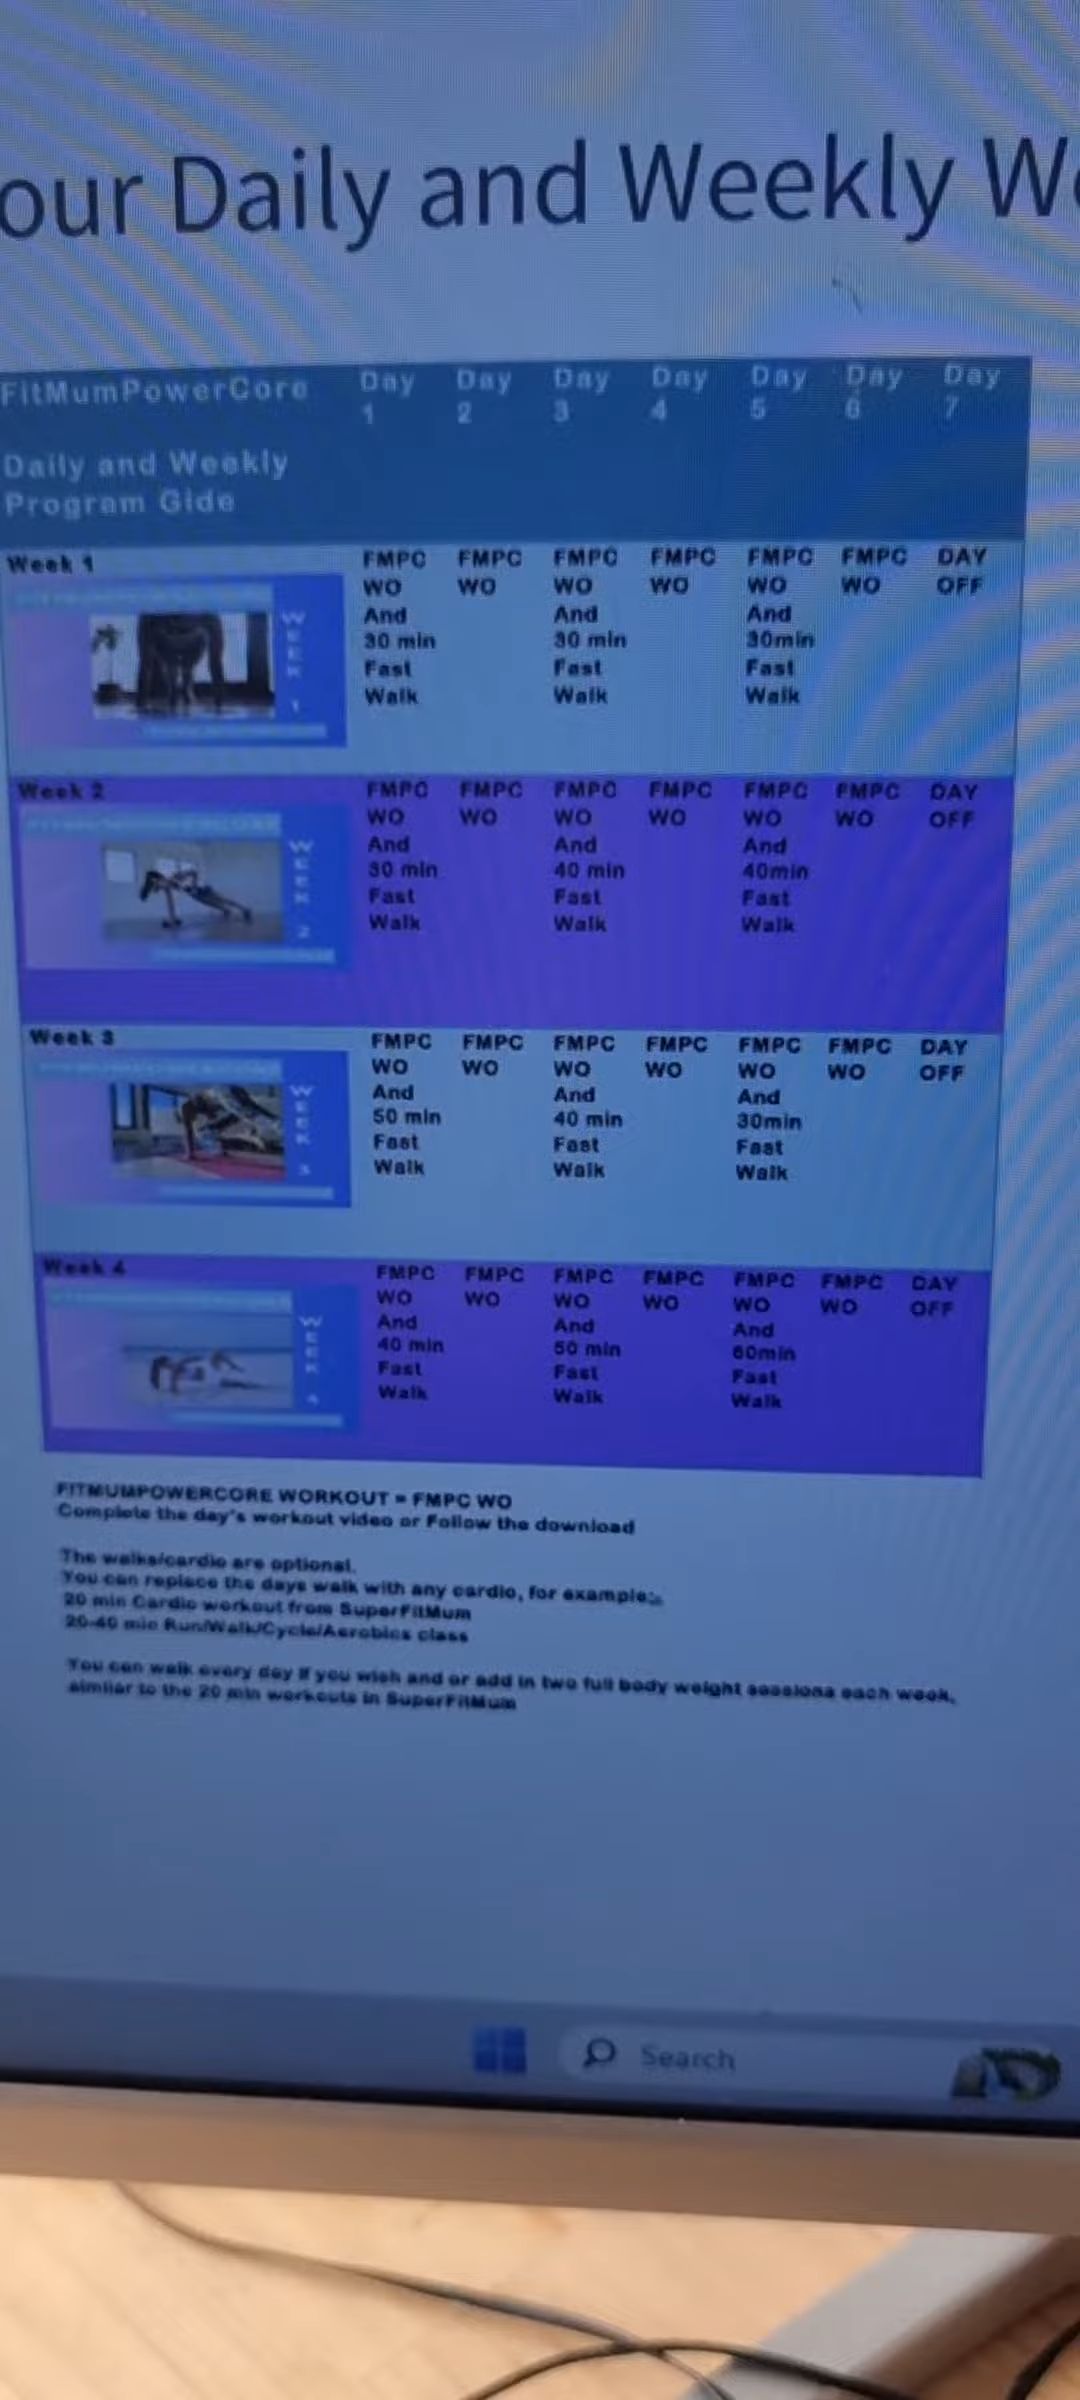 our Daily and Weekly
FitMumPowerCore
Daily and Weekly
Program Gide
Day 1 Day 2 Day 3 Day 4 Day 5 Day 6 Day 7
Week 1
WEEK 1
FMPC FMPC FMPC FMPC FMPC FMPC DAY
WO WO WO WO WO WO OFF
And And And
30 min 30 min 30min
Fast Fast Fast
Walk Walk Walk
Week 2
WEEK 2
FMPC FMPC FMPC FMPC FMPC FMPC DAY
WO WO WO WO WO WO OFF
And And And
30 min 40 min 40min
Fast Fast Fast
Walk Walk Walk
Week 3
WEEK 3
FMPC FMPC FMPC FMPC FMPC FMPC DAY
WO WO WO WO WO WO OFF
And And And
50 min 40 min 30min
Fast Fast Fast
Walk Walk Walk
Week 4
WEEK 4
FMPC FMPC FMPC FMPC FMPC FMPC DAY
WO WO WO WO WO WO OFF
And And And
40 min 50 min 60min
Fast Fast Fast
Walk Walk Walk
FITMUMPOWERCORE WORKOUT = FMPC WO
Complete the day's workout video or Follow the download
The walks/cardio are optional.
You can replace the days walk with any cardio, for example:
20 min Cardio workout from SuperFitMum
20-40 min Run/Walk/Cycle/Aerobics class
You can walk every day if you wish and or add in two full body weight sessions each week,
similar to the 20 min workouts in SuperFitMum
Search